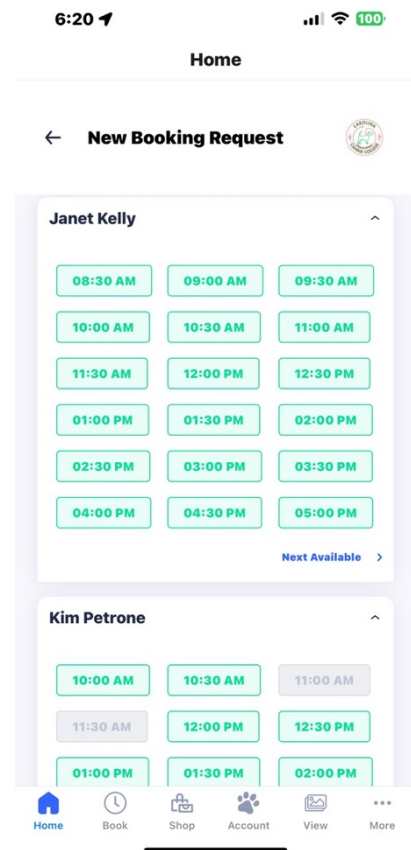 6:20 100
Home
New Booking Request
Janet Kelly
08:30 AM 09:00 AM 09:30 AM
10:00 AM 10:30 AM 11:00 AM
11:30 AM 12:00 PM 12:30 PM
01:00 PM 01:30 PM 02:00 PM
02:30 PM 03:00 PM 03:30 PM
04:00 PM 04:30 PM 05:00 PM
Next Available
Kim Petrone
10:00 AM 10:30 AM 11:00 AM
11:30 AM 12:00 PM 12:30 PM
01:00 PM 01:30 PM 02:00 PM
Home Book Shop Account View More